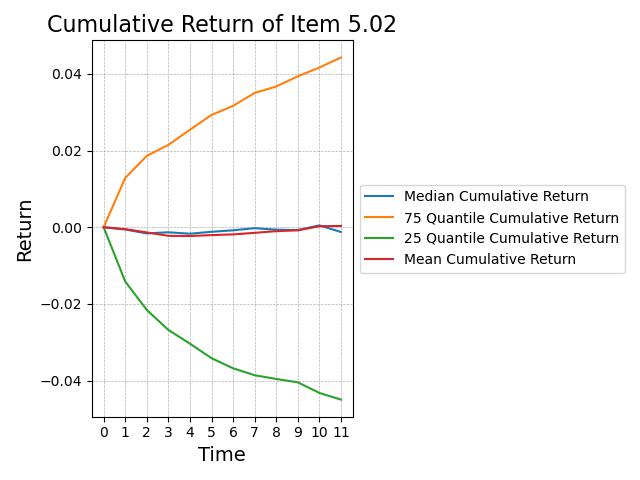 Cumulative Return of Item 5.02
0.04
0.02
0.00
−0.02
−0.04
Return
0 1 2 3 4 5 6 7 8 9 10 11
Time
Median Cumulative Return
75 Quantile Cumulative Return
25 Quantile Cumulative Return
Mean Cumulative Return